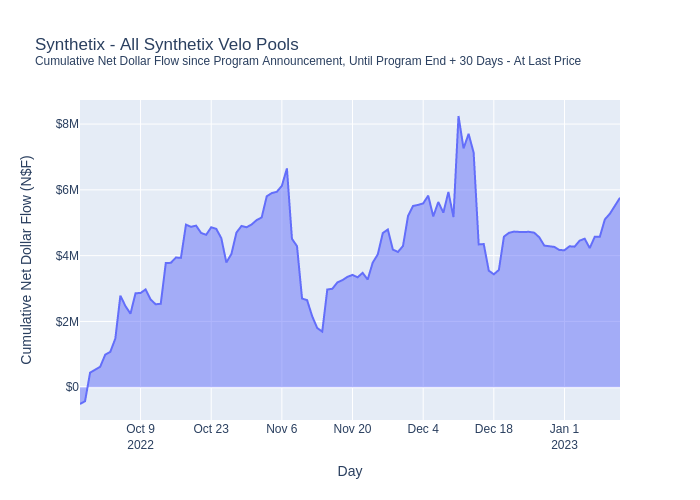 Synthetix - All Synthetix Velo Pools
Cumulative Net Dollar Flow since Program Announcement, Until Program End + 30 Days - At Last Price
Cumulative Net Dollar Flow (N$F)
$8M
$6M
$4M
$2M
$0
Oct 9 Oct 23 Nov 6 Nov 20 Dec 4 Dec 18 Jan 1
2022 2023
Day